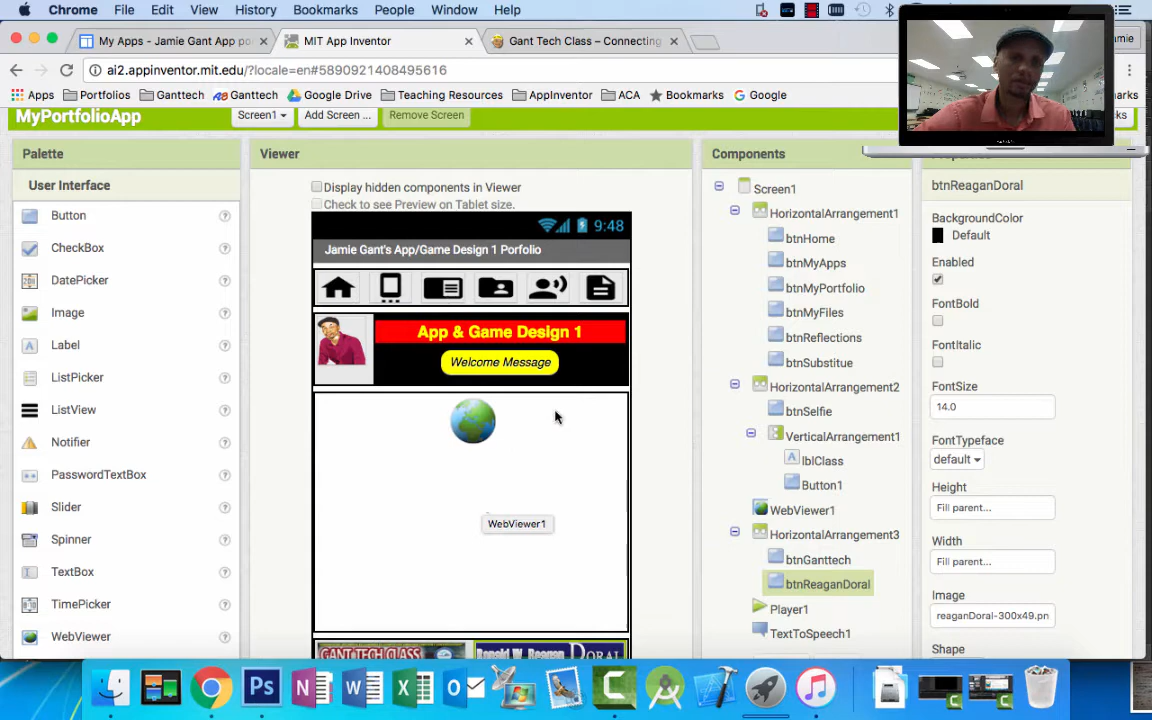 Chrome File Edit View History Bookmarks People Window Help
My Apps - Jamie Gant App po
MIT App Inventor
Gant Tech Class – Connecting
ai2.appinventor.mit.edu/?locale=en#5890921408495616
Apps Portfolios Ganttech Ganttech Google Drive Teaching Resources AppInventor ACA Bookmarks Google
MyPortfolioApp
Screen1 Add Screen ... Remove Screen
Palette
User Interface
Button
CheckBox
DatePicker
Image
Label
ListPicker
ListView
Notifier
PasswordTextBox
Slider
Spinner
TextBox
TimePicker
WebViewer
Viewer
Display hidden components in Viewer
Check to see Preview on Tablet size.
9:48
Jamie Gant's App/Game Design 1 Porfolio
App & Game Design 1
Welcome Message
WebViewer1
GANT TECH CLASS
Ronald W. Reagan DORAL
Components
Screen1
HorizontalArrangement1
btnHome
btnMyApps
btnMyPortfolio
btnMyFiles
btnReflections
btnSubstitue
HorizontalArrangement2
btnSelfie
VerticalArrangement1
lblClass
Button1
WebViewer1
HorizontalArrangement3
btnGanttech
btnReaganDoral
Player1
TextToSpeech1
btnReaganDoral
BackgroundColor
Default
Enabled
FontBold
FontItalic
FontSize
14.0
FontTypeface
default
Height
Fill parent...
Width
Fill parent...
Image
reaganDoral-300x49.pn
Shape